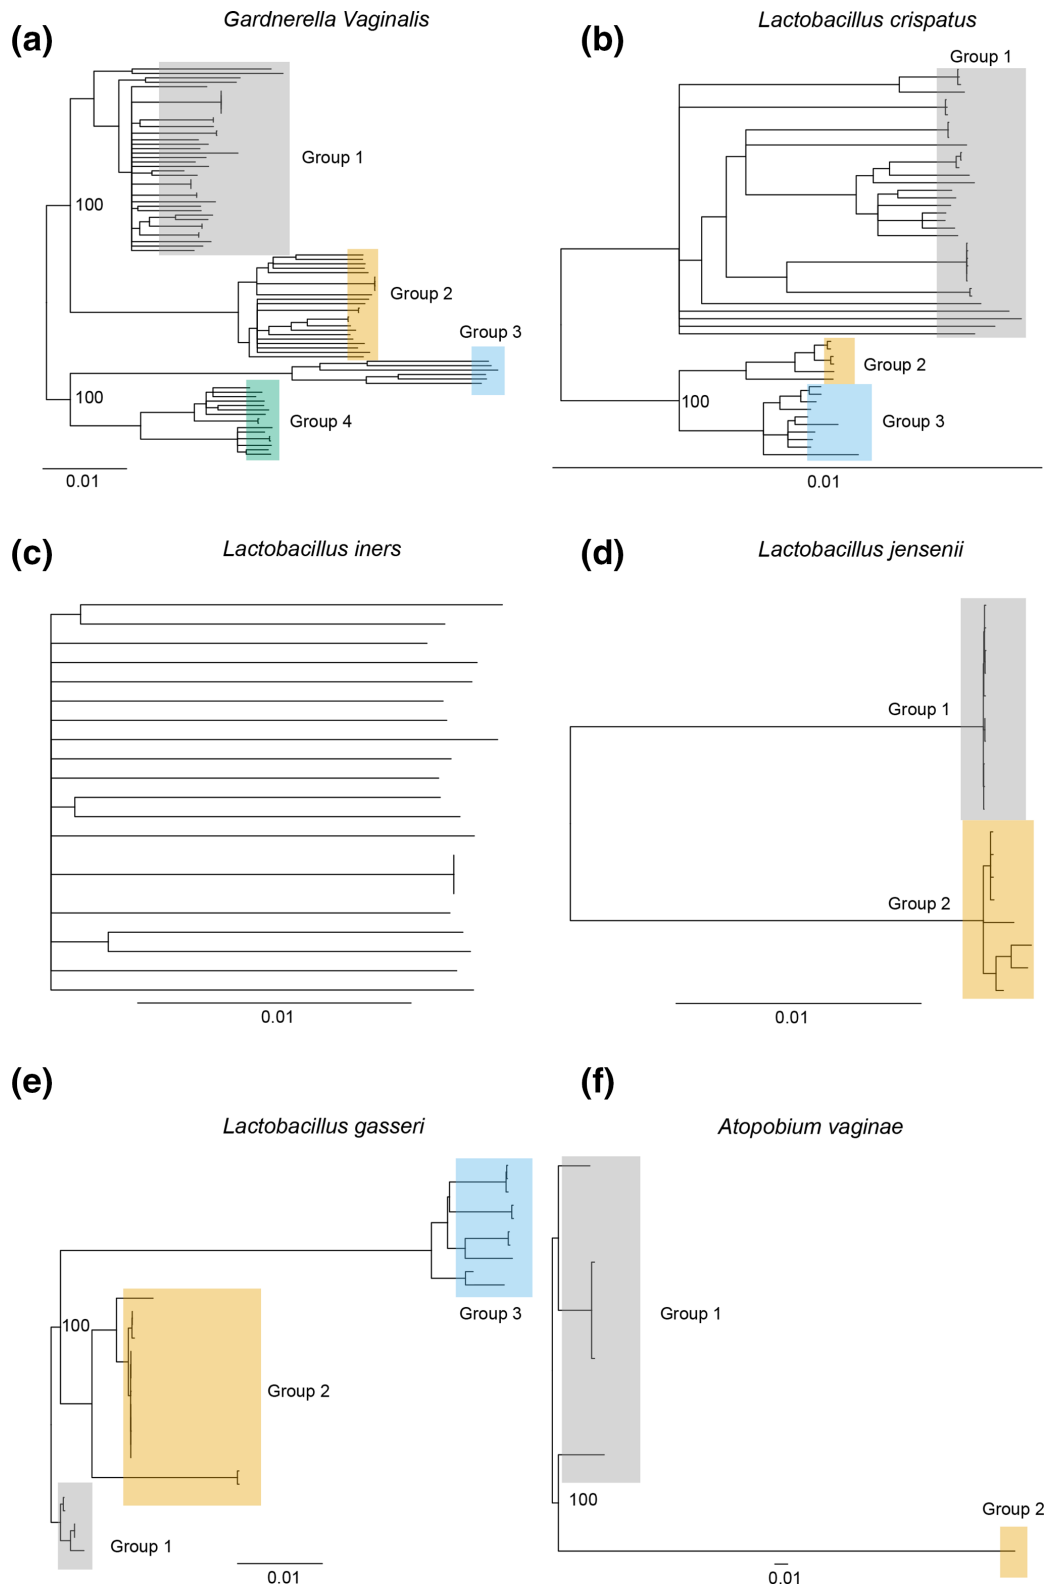 (a)
Gardnerella Vaginalis
Group 1
100
Group 2
Group 3
100
Group 4
0.01
(b)
Lactobacillus crispatus
Group 1
Group 2
100
Group 3
0.01
(c)
Lactobacillus iners
0.01
(d)
Lactobacillus jensenii
Group 1
Group 2
0.01
(e)
Lactobacillus gasseri
Group 3
100
Group 2
Group 1
0.01
(f)
Atopobium vaginae
Group 1
100
Group 2
0.01